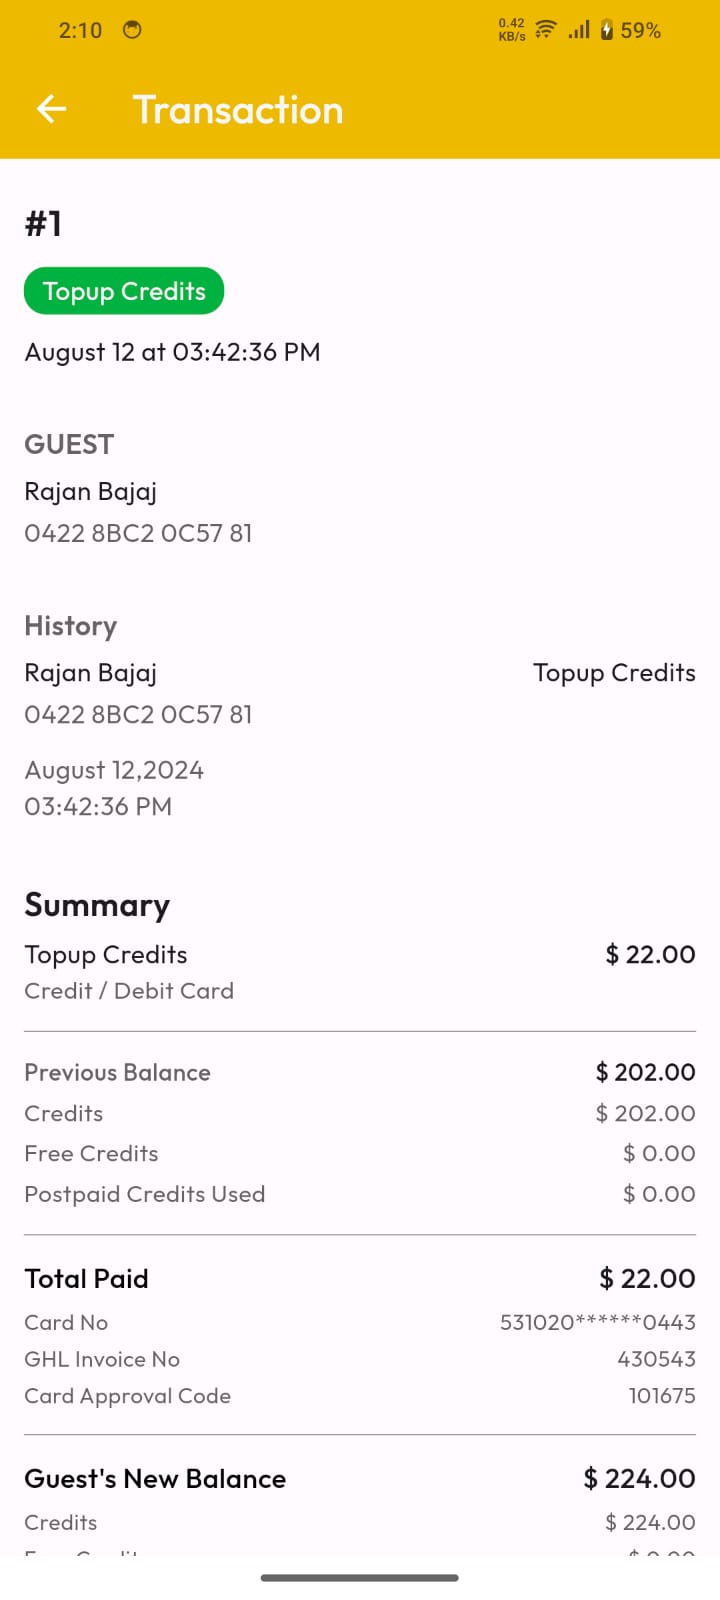 2:10
0.42
KB/s
59%
Transaction
#1
Topup Credits
August 12 at 03:42:36 PM
GUEST
Rajan Bajaj
0422 8BC2 0C57 81
History
Rajan Bajaj Topup Credits
0422 8BC2 0C57 81
August 12,2024
03:42:36 PM
Summary
Topup Credits $ 22.00
Credit / Debit Card
Previous Balance $ 202.00
Credits $ 202.00
Free Credits $ 0.00
Postpaid Credits Used $ 0.00
Total Paid $ 22.00
Card No 531020******0443
GHL Invoice No 430543
Card Approval Code 101675
Guest's New Balance $ 224.00
Credits $ 224.00